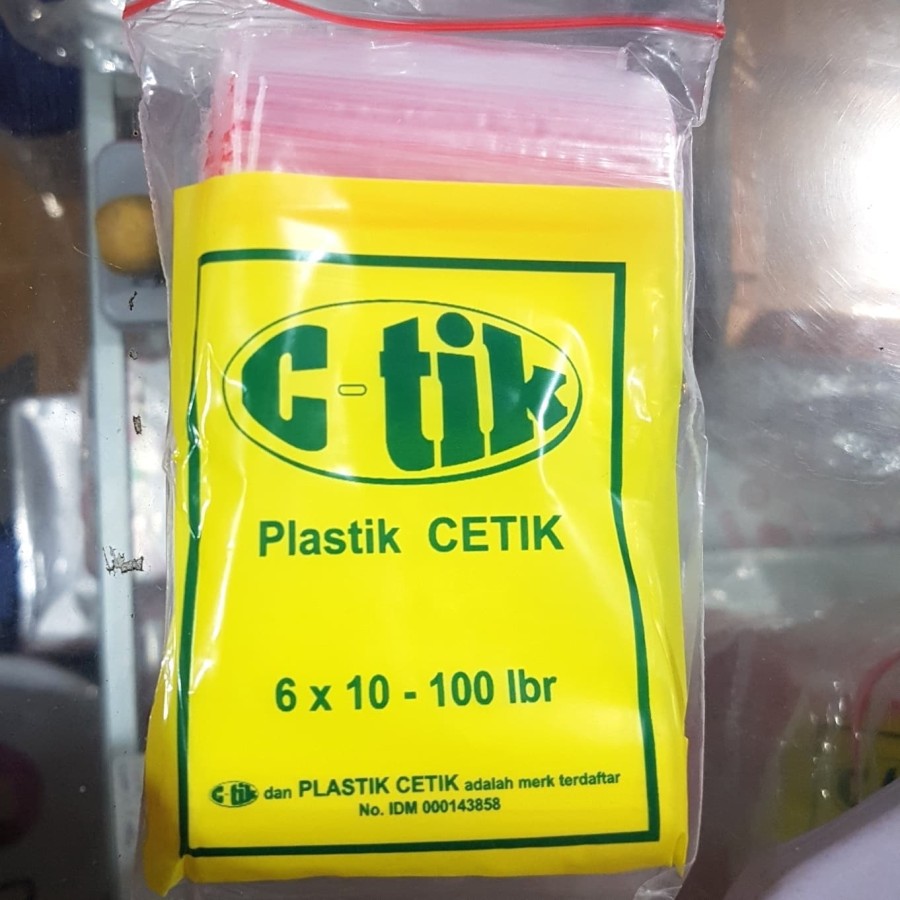 C-tik
Plastik CETIK
6 x 10 - 100 lbr
C-tik dan PLASTIK CETIK adalah merk terdaftar
No. IDM 000143858